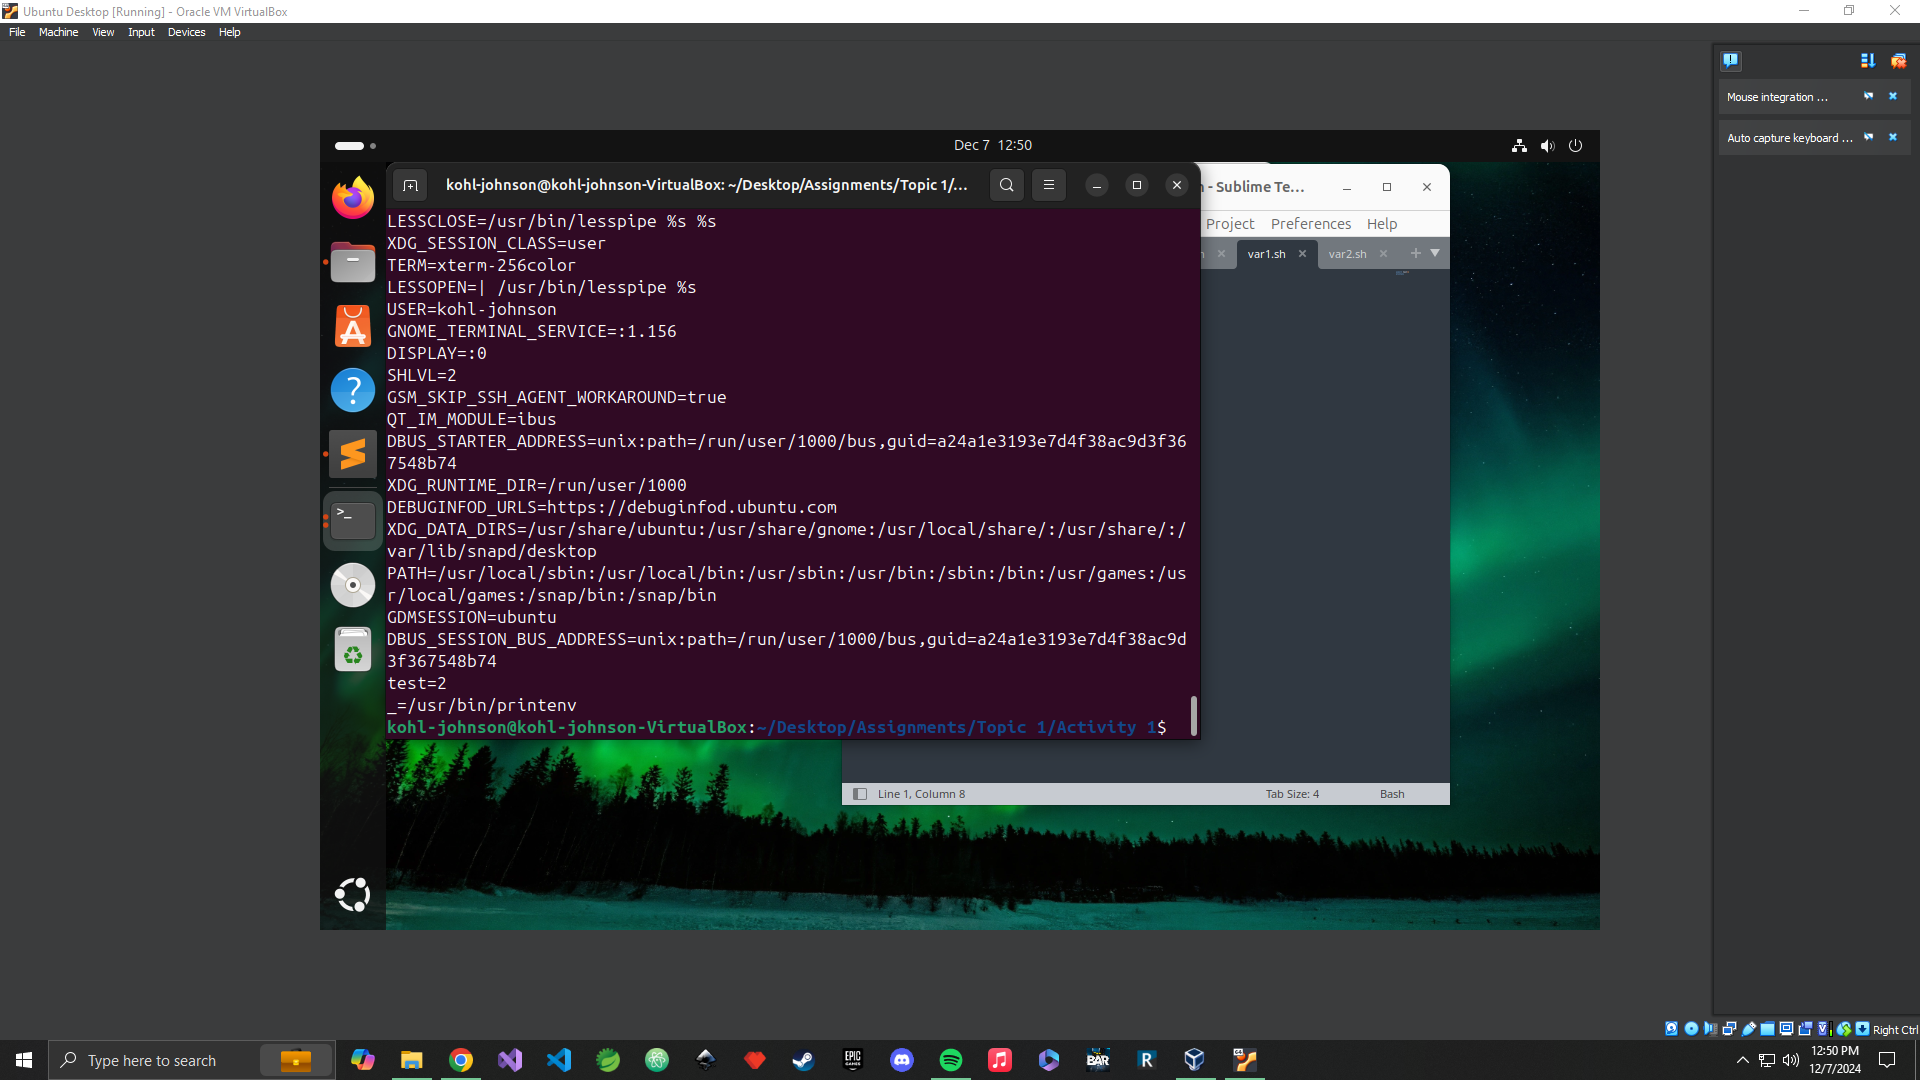 Ubuntu Desktop [Running] - Oracle VM VirtualBox
File Machine View Input Devices Help
Mouse integration ...
Auto capture keyboard ...
Dec 7 12:50
kohl-johnson@kohl-johnson-VirtualBox: ~/Desktop/Assignments/Topic 1/...
- Sublime Te...
Project Preferences Help
var1.sh
var2.sh
LESSCLOSE=/usr/bin/lesspipe %s %s
XDG_SESSION_CLASS=user
TERM=xterm-256color
LESSOPEN=| /usr/bin/lesspipe %s
USER=kohl-johnson
GNOME_TERMINAL_SERVICE=:1.156
DISPLAY=:0
SHLVL=2
GSM_SKIP_SSH_AGENT_WORKAROUND=true
QT_IM_MODULE=ibus
DBUS_STARTER_ADDRESS=unix:path=/run/user/1000/bus,guid=a24a1e3193e7d4f38ac9d3f36
7548b74
XDG_RUNTIME_DIR=/run/user/1000
DEBUGINFOD_URLS=https://debuginfod.ubuntu.com
XDG_DATA_DIRS=/usr/share/ubuntu:/usr/share/gnome:/usr/local/share/:/usr/share/:/
var/lib/snapd/desktop
PATH=/usr/local/sbin:/usr/local/bin:/usr/sbin:/usr/bin:/sbin:/bin:/usr/games:/us
r/local/games:/snap/bin:/snap/bin
GDMSESSION=ubuntu
DBUS_SESSION_BUS_ADDRESS=unix:path=/run/user/1000/bus,guid=a24a1e3193e7d4f38ac9d
3f367548b74
test=2
_=/usr/bin/printenv
kohl-johnson@kohl-johnson-VirtualBox:~/Desktop/Assignments/Topic 1/Activity 1$
Line 1, Column 8
Tab Size: 4
Bash
Right Ctrl
Type here to search
EPIC GAMES
BAR
R
12:50 PM
12/7/2024